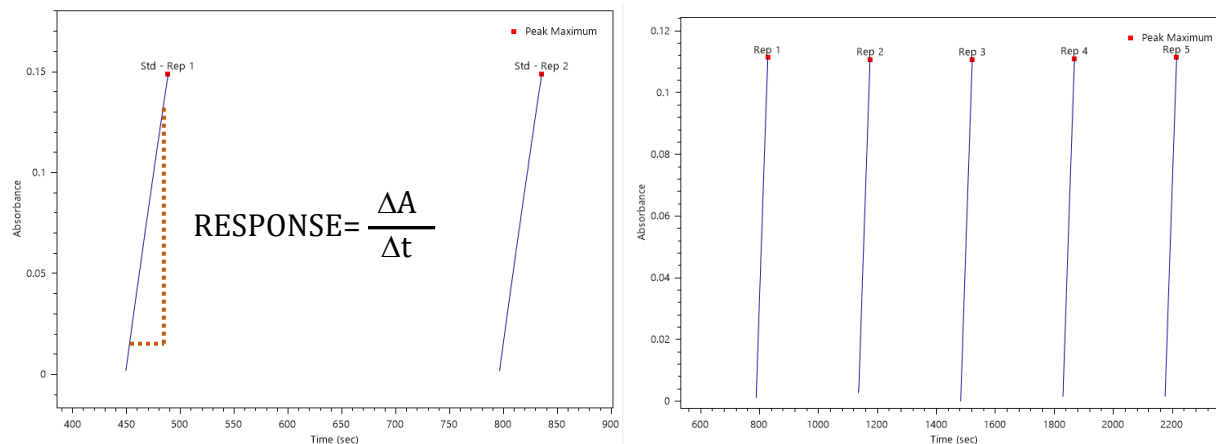 Peak Maximum
Std - Rep 1
Std - Rep 2
0.15
0.1
0.05
0
Absorbance
RESPONSE= ΔA
Δt
400 450 500 550 600 650 700 750 800 850 900
Time (sec)
0.12
Peak Maximum
Rep 1 Rep 2 Rep 3 Rep 4 Rep 5
0.1
0.08
0.06
0.04
0.02
0
Absorbance
600 800 1000 1200 1400 1600 1800 2000 2200
Time (sec)